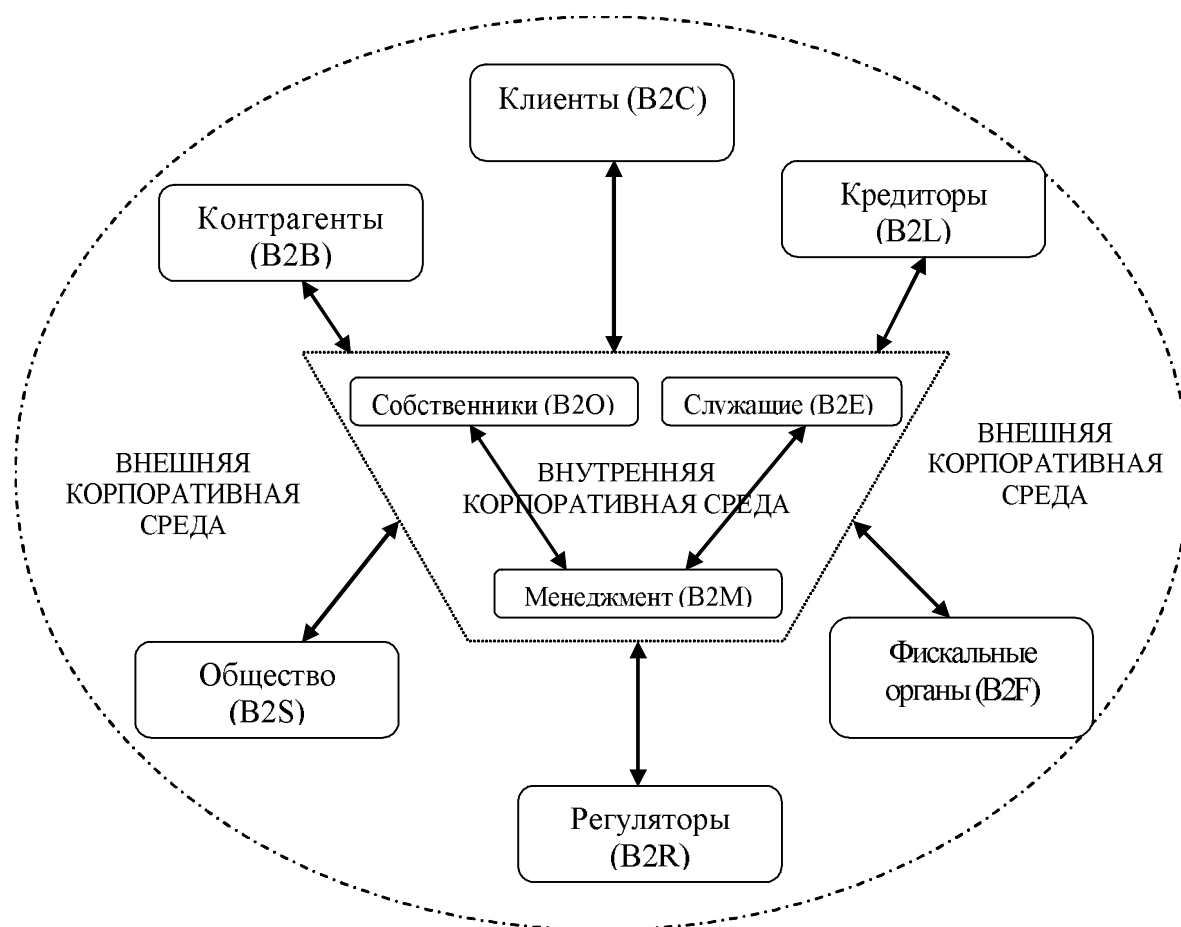 Клиенты (B2C)
Контрагенты
(B2B)
Кредиторы
(B2L)
Собственники (B2O)
Служащие (B2E)
ВНЕШНЯЯ
КОРПОРАТИВНАЯ
СРЕДА
ВНУТРЕННЯЯ
КОРПОРАТИВНАЯ СРЕДА
ВНЕШНЯЯ
КОРПОРАТИВНАЯ
СРЕДА
Менеджмент (B2M)
Общество
(B2S)
Фискальные
органы (B2F)
Регуляторы
(B2R)